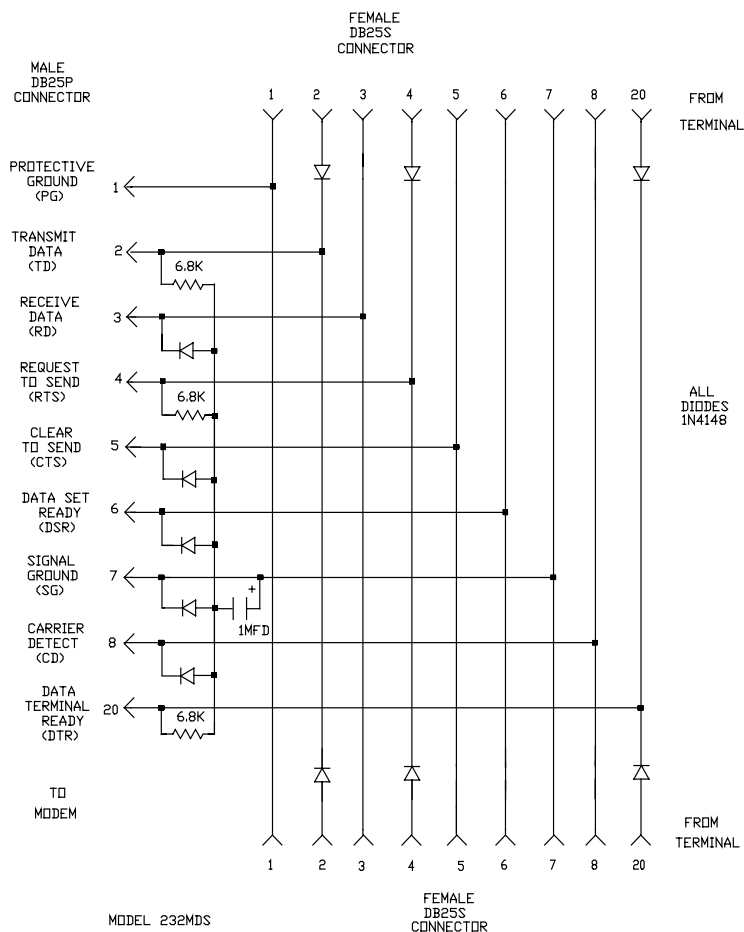 FEMALE
DB25S
CONNECTOR
MALE
DB25P
CONNECTOR
1 2 3 4 5 6 7 8 20
FROM
TERMINAL
PROTECTIVE
GROUND
(PG)
1
TRANSMIT
DATA
(TD)
2
6.8K
RECEIVE
DATA
(RD)
3
REQUEST
TO SEND
(RTS)
4
6.8K
ALL
DIODES
1N4148
CLEAR
TO SEND
(CTS)
5
DATA SET
READY
(DSR)
6
SIGNAL
GROUND
(SG)
7
+
1MFD
CARRIER
DETECT
(CD)
8
DATA
TERMINAL
READY
(DTR)
20
6.8K
TO
MODEM
FROM
TERMINAL
1 2 3 4 5 6 7 8 20
FEMALE
DB25S
CONNECTOR
MODEL 232MDS